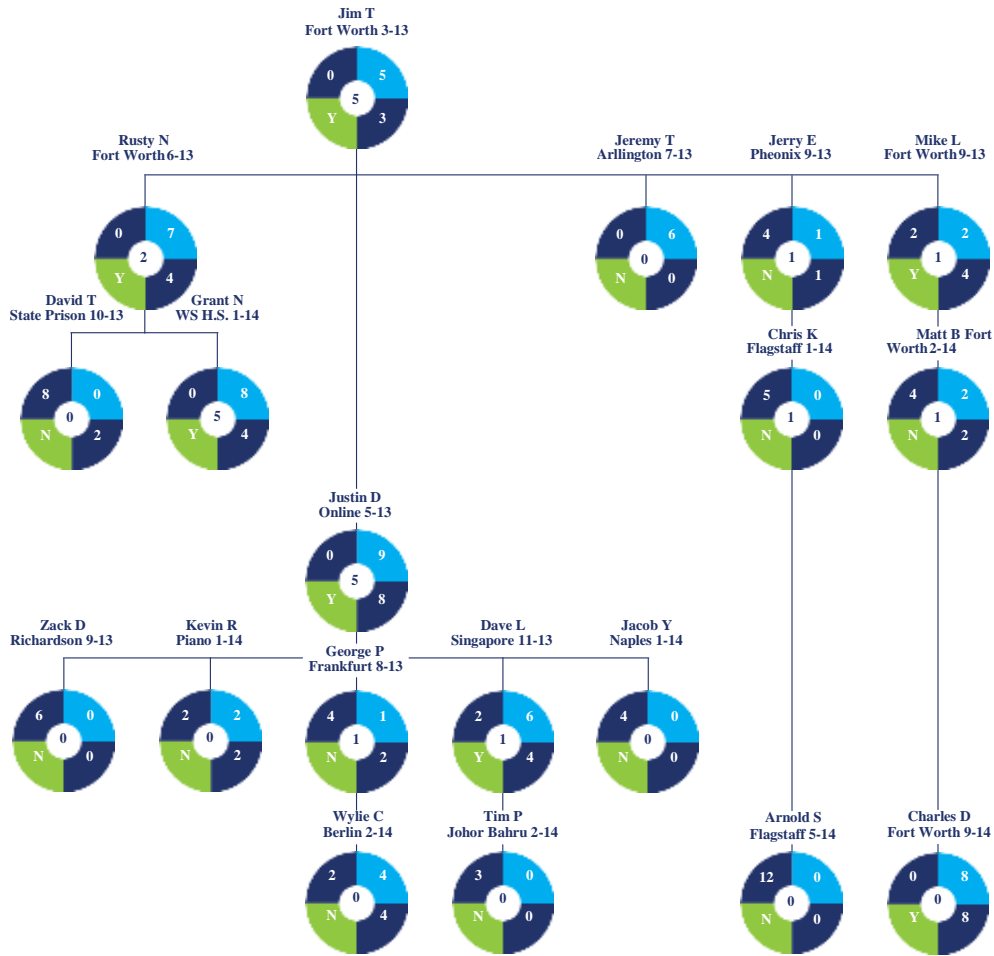 Jim T
Fort Worth 3-13
0 5
5
Y 3
Rusty N
Fort Worth 6-13
Jeremy T
Arllington 7-13
Jerry E
Pheonix 9-13
Mike L
Fort Worth 9-13
0 7
2
Y 4
0 6
0
N 0
4 1
1
N 1
2 2
1
Y 4
David T
State Prison 10-13
Grant N
WS H.S. 1-14
Chris K
Flagstaff 1-14
Matt B Fort
Worth 2-14
8 0
0
N 2
0 8
5
Y 4
5 0
1
N 0
4 2
1
N 2
Justin D
Online 5-13
0 9
5
Y 8
Zack D
Richardson 9-13
Kevin R
Piano 1-14
George P
Frankfurt 8-13
Dave L
Singapore 11-13
Jacob Y
Naples 1-14
6 0
0
N 0
2 2
0
N 2
4 1
1
N 2
2 6
1
Y 4
4 0
0
N 0
Wylie C
Berlin 2-14
Tim P
Johor Bahru 2-14
Arnold S
Flagstaff 5-14
Charles D
Fort Worth 9-14
2 4
0
N 4
3 0
0
N 0
12 0
0
N 0
0 8
0
Y 8